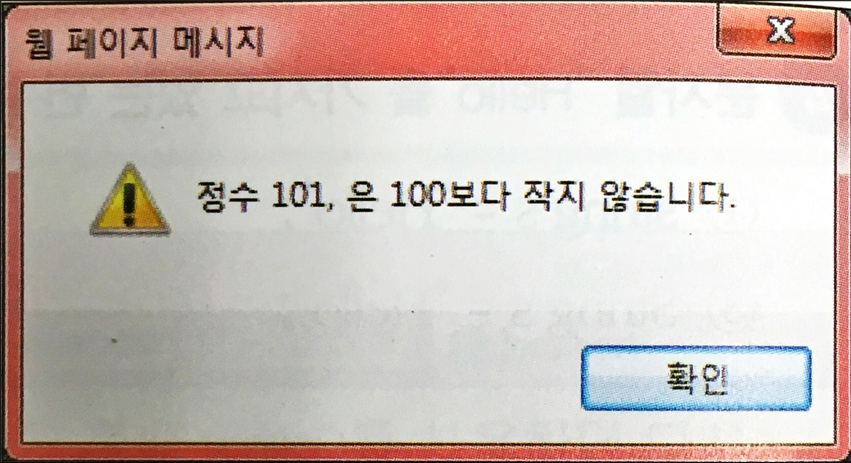 웹 페이지 메시지
정수 101, 은 100보다 작지 않습니다.
확인